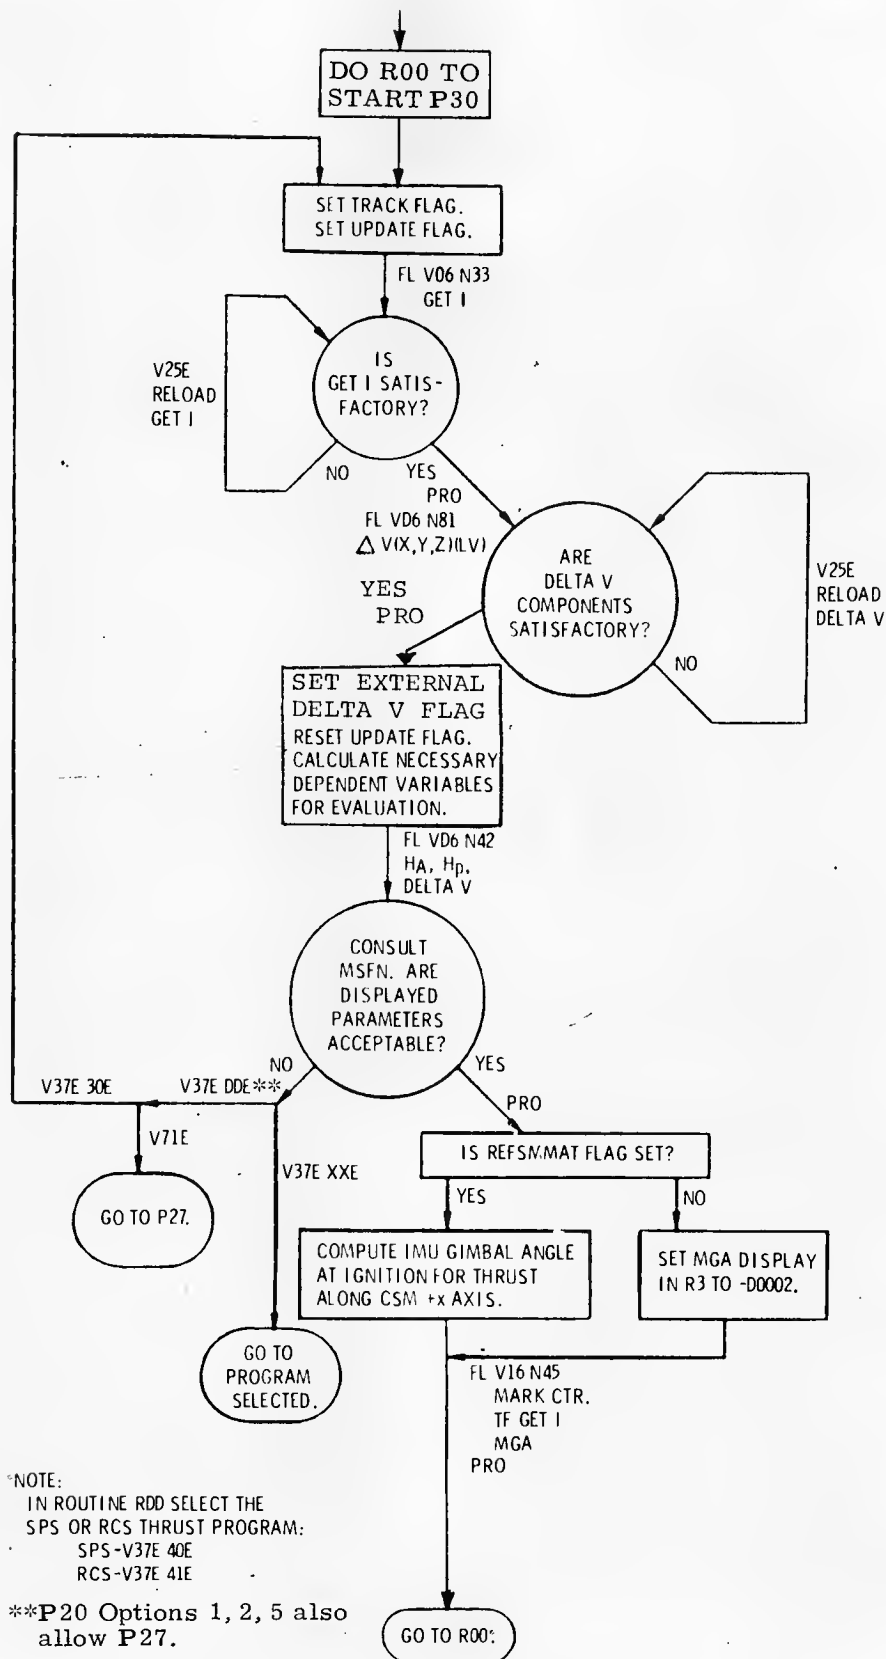 DO R00 TO
START P30
SET TRACK FLAG.
SET UPDATE FLAG.
FL V06 N33
GET I
IS
GET I SATIS-
FACTORY?
V25E
RELOAD
GET I
NO
YES
PRO
FL VD6 N81
△ V(X,Y,Z)(LV)
ARE
DELTA V
COMPONENTS
SATISFACTORY?
V25E
RELOAD
DELTA V
NO
YES
PRO
SET EXTERNAL
DELTA V FLAG
RESET UPDATE FLAG.
CALCULATE NECESSARY
DEPENDENT VARIABLES
FOR EVALUATION.
FL VD6 N42
HA, Hp,
DELTA V
CONSULT
MSFN. ARE
DISPLAYED
PARAMETERS
ACCEPTABLE?
NO
YES
V37E 30E
V37E DDE**
PRO
V71E
V37E XXE
IS REFSMMAT FLAG SET?
GO TO P27.
YES
NO
COMPUTE IMU GIMBAL ANGLE
AT IGNITION FOR THRUST
ALONG CSM +x AXIS.
SET MGA DISPLAY
IN R3 TO -D0002.
GO TO
PROGRAM
SELECTED.
FL V16 N45
MARK CTR.
TF GET I
MGA
PRO
*NOTE:
IN ROUTINE RDD SELECT THE
SPS OR RCS THRUST PROGRAM:
SPS-V37E 40E
RCS-V37E 41E
**P20 Options 1, 2, 5 also
allow P27.
GO TO R00*.